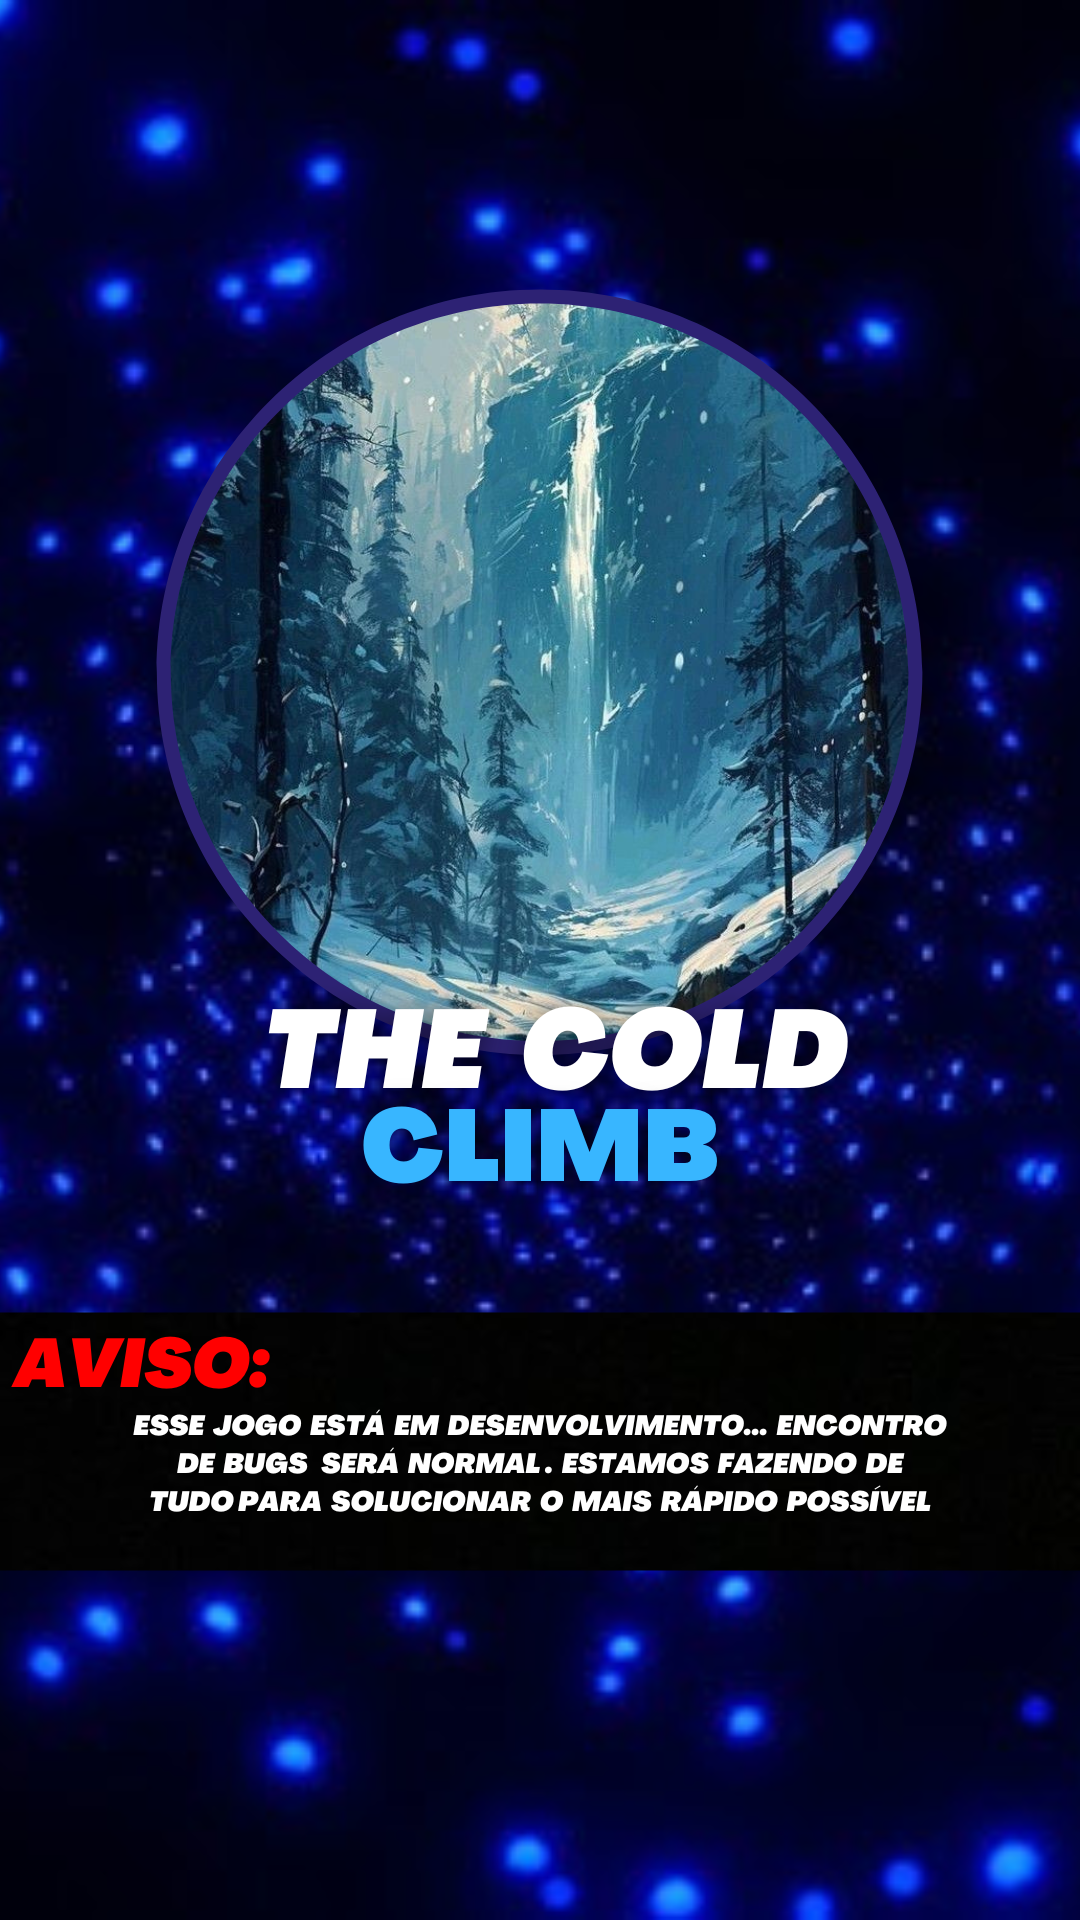 THE COLD
CLIMB
AVISO:
ESSE JOGO ESTÁ EM DESENVOLVIMENTO... ENCONTRO
DE BUGS SERÁ NORMAL. ESTAMOS FAZENDO DE
TUDO PARA SOLUCIONAR O MAIS RÁPIDO POSSÍVEL